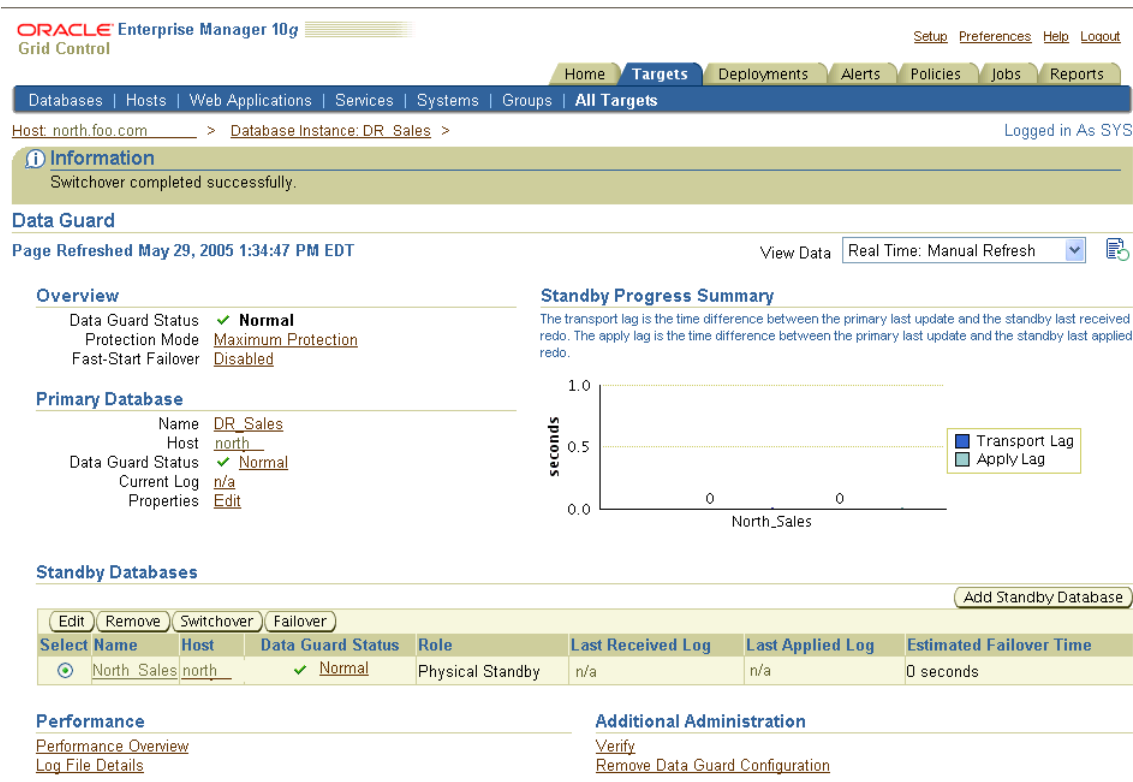 ORACLE Enterprise Manager 10g
Grid Control
Setup Preferences Help Logout
Home Targets Deployments Alerts Policies Jobs Reports
Databases | Hosts | Web Applications | Services | Systems | Groups | All Targets
Host: north.foo.com > Database Instance: DR_Sales >
Logged in As SYS
Information
Switchover completed successfully.
Data Guard
Page Refreshed May 29, 2005 1:34:47 PM EDT
View Data Real Time: Manual Refresh
Overview
Data Guard Status Normal
Protection Mode Maximum Protection
Fast-Start Failover Disabled
Primary Database
Name DR_Sales
Host north
Data Guard Status Normal
Current Log n/a
Properties Edit
Standby Progress Summary
The transport lag is the time difference between the primary last update and the standby last received
redo. The apply lag is the time difference between the primary last update and the standby last applied
redo.
1.0
0.5
0.0
seconds
0 0
North_Sales
Transport Lag
Apply Lag
Standby Databases
Add Standby Database
Edit Remove Switchover Failover
Select Name Host Data Guard Status Role Last Received Log Last Applied Log Estimated Failover Time
North_Sales north Normal Physical Standby n/a n/a 0 seconds
Performance
Performance Overview
Log File Details
Additional Administration
Verify
Remove Data Guard Configuration